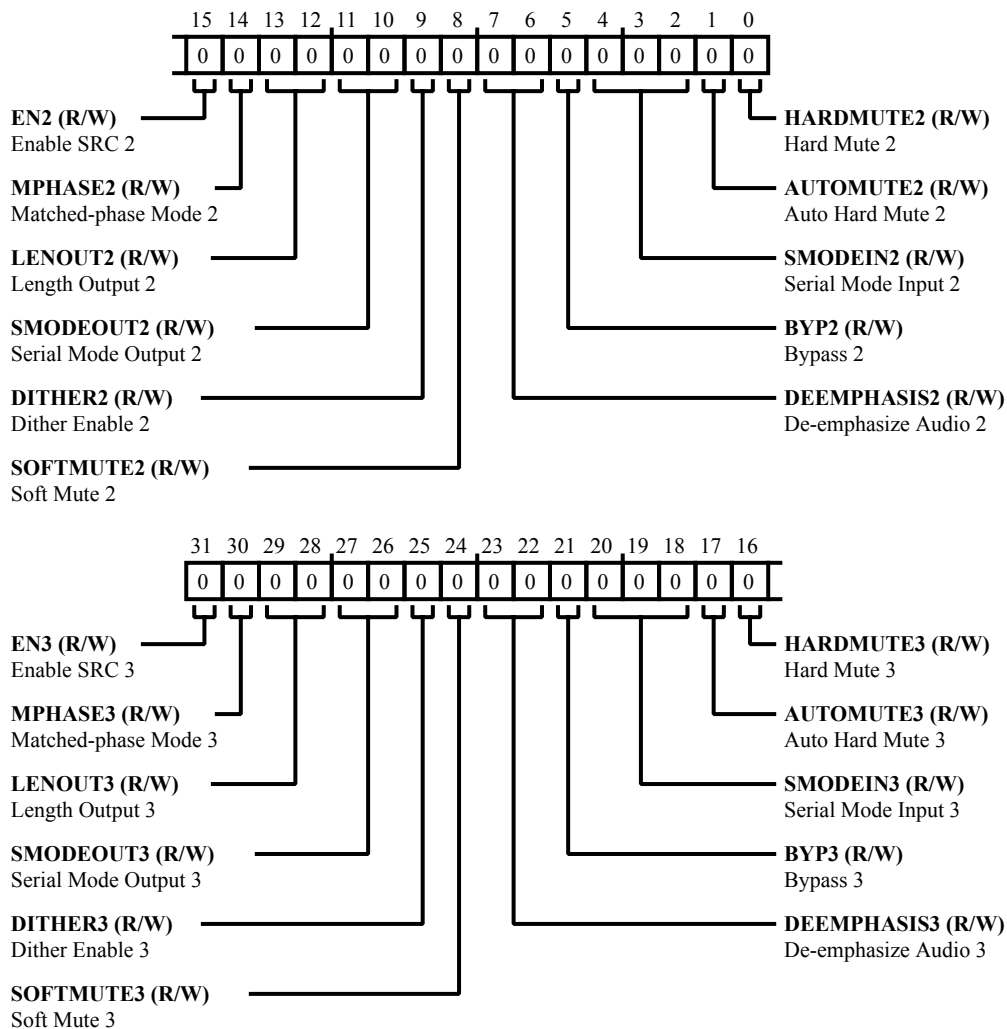 15 14 13 12 11 10 9 8 7 6 5 4 3 2 1 0
0 0 0 0 0 0 0 0 0 0 0 0 0 0 0 0
EN2 (R/W)
Enable SRC 2
MPHASE2 (R/W)
Matched-phase Mode 2
LENOUT2 (R/W)
Length Output 2
SMODEOUT2 (R/W)
Serial Mode Output 2
DITHER2 (R/W)
Dither Enable 2
SOFTMUTE2 (R/W)
Soft Mute 2
HARDMUTE2 (R/W)
Hard Mute 2
AUTOMUTE2 (R/W)
Auto Hard Mute 2
SMODEIN2 (R/W)
Serial Mode Input 2
BYP2 (R/W)
Bypass 2
DEEMPHASIS2 (R/W)
De-emphasize Audio 2
31 30 29 28 27 26 25 24 23 22 21 20 19 18 17 16
0 0 0 0 0 0 0 0 0 0 0 0 0 0 0 0
EN3 (R/W)
Enable SRC 3
MPHASE3 (R/W)
Matched-phase Mode 3
LENOUT3 (R/W)
Length Output 3
SMODEOUT3 (R/W)
Serial Mode Output 3
DITHER3 (R/W)
Dither Enable 3
SOFTMUTE3 (R/W)
Soft Mute 3
HARDMUTE3 (R/W)
Hard Mute 3
AUTOMUTE3 (R/W)
Auto Hard Mute 3
SMODEIN3 (R/W)
Serial Mode Input 3
BYP3 (R/W)
Bypass 3
DEEMPHASIS3 (R/W)
De-emphasize Audio 3